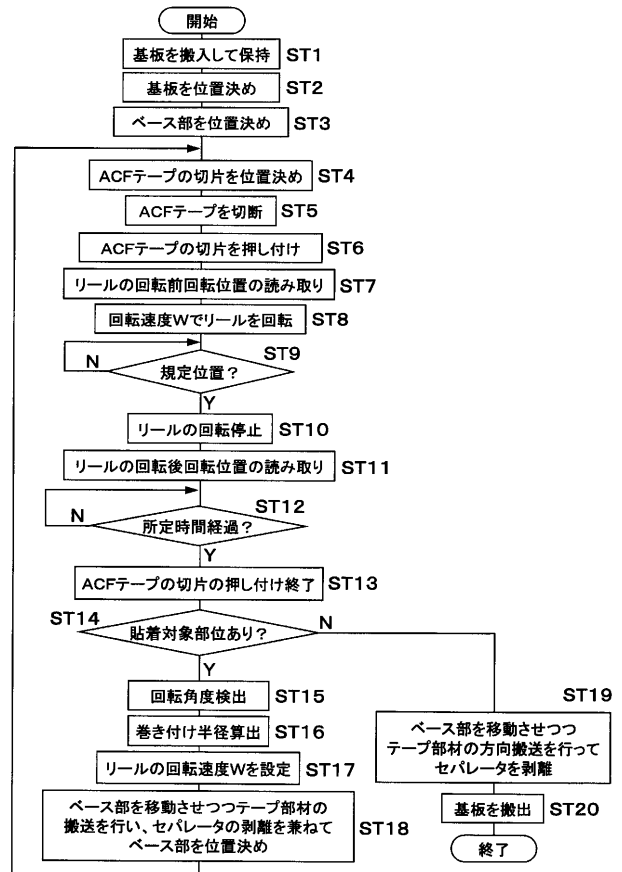 開始
基板を搬入して保持 ST1
基板を位置決め ST2
ベース部を位置決め ST3
ACFテープの切片を位置決め ST4
ACFテープを切断 ST5
ACFテープの切片を押し付け ST6
リールの回転前回転位置の読み取り ST7
回転速度Wでリールを回転 ST8
ST9
規定位置?
N
Y
リールの回転停止 ST10
リールの回転後回転位置の読み取り ST11
ST12
所定時間経過?
N
Y
ACFテープの切片の押し付け終了 ST13
ST14
貼着対象部位あり?
N
Y
回転角度検出 ST15
巻き付け半径算出 ST16
リールの回転速度Wを設定 ST17
ベース部を移動させつつテープ部材の
搬送を行い、セパレータの剥離を兼ねて
ベース部を位置決め
ST18
ST19
ベース部を移動させつつ
テープ部材の方向搬送を行って
セパレータを剥離
基板を搬出 ST20
終了